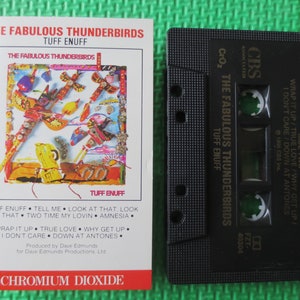 THE FABULOUS THUNDERBIRDS
TUFF ENUFF
THE FABULOUS THUNDERBIRDS
TUFF ENUFF
TUFF ENUFF • TELL ME • LOOK AT THAT, LOOK
AT THAT • TWO TIME MY LOVIN • AMNESIA •
WRAP IT UP • TRUE LOVE • WHY GET UP •
I DON'T CARE • DOWN AT ANTONES •
Produced by Dave Edmunds
for Dave Edmunds Productions Ltd
CHROMIUM DIOXIDE
CrO2
THE FABULOUS THUNDERBIRDS
TUFF ENUFF
CBS